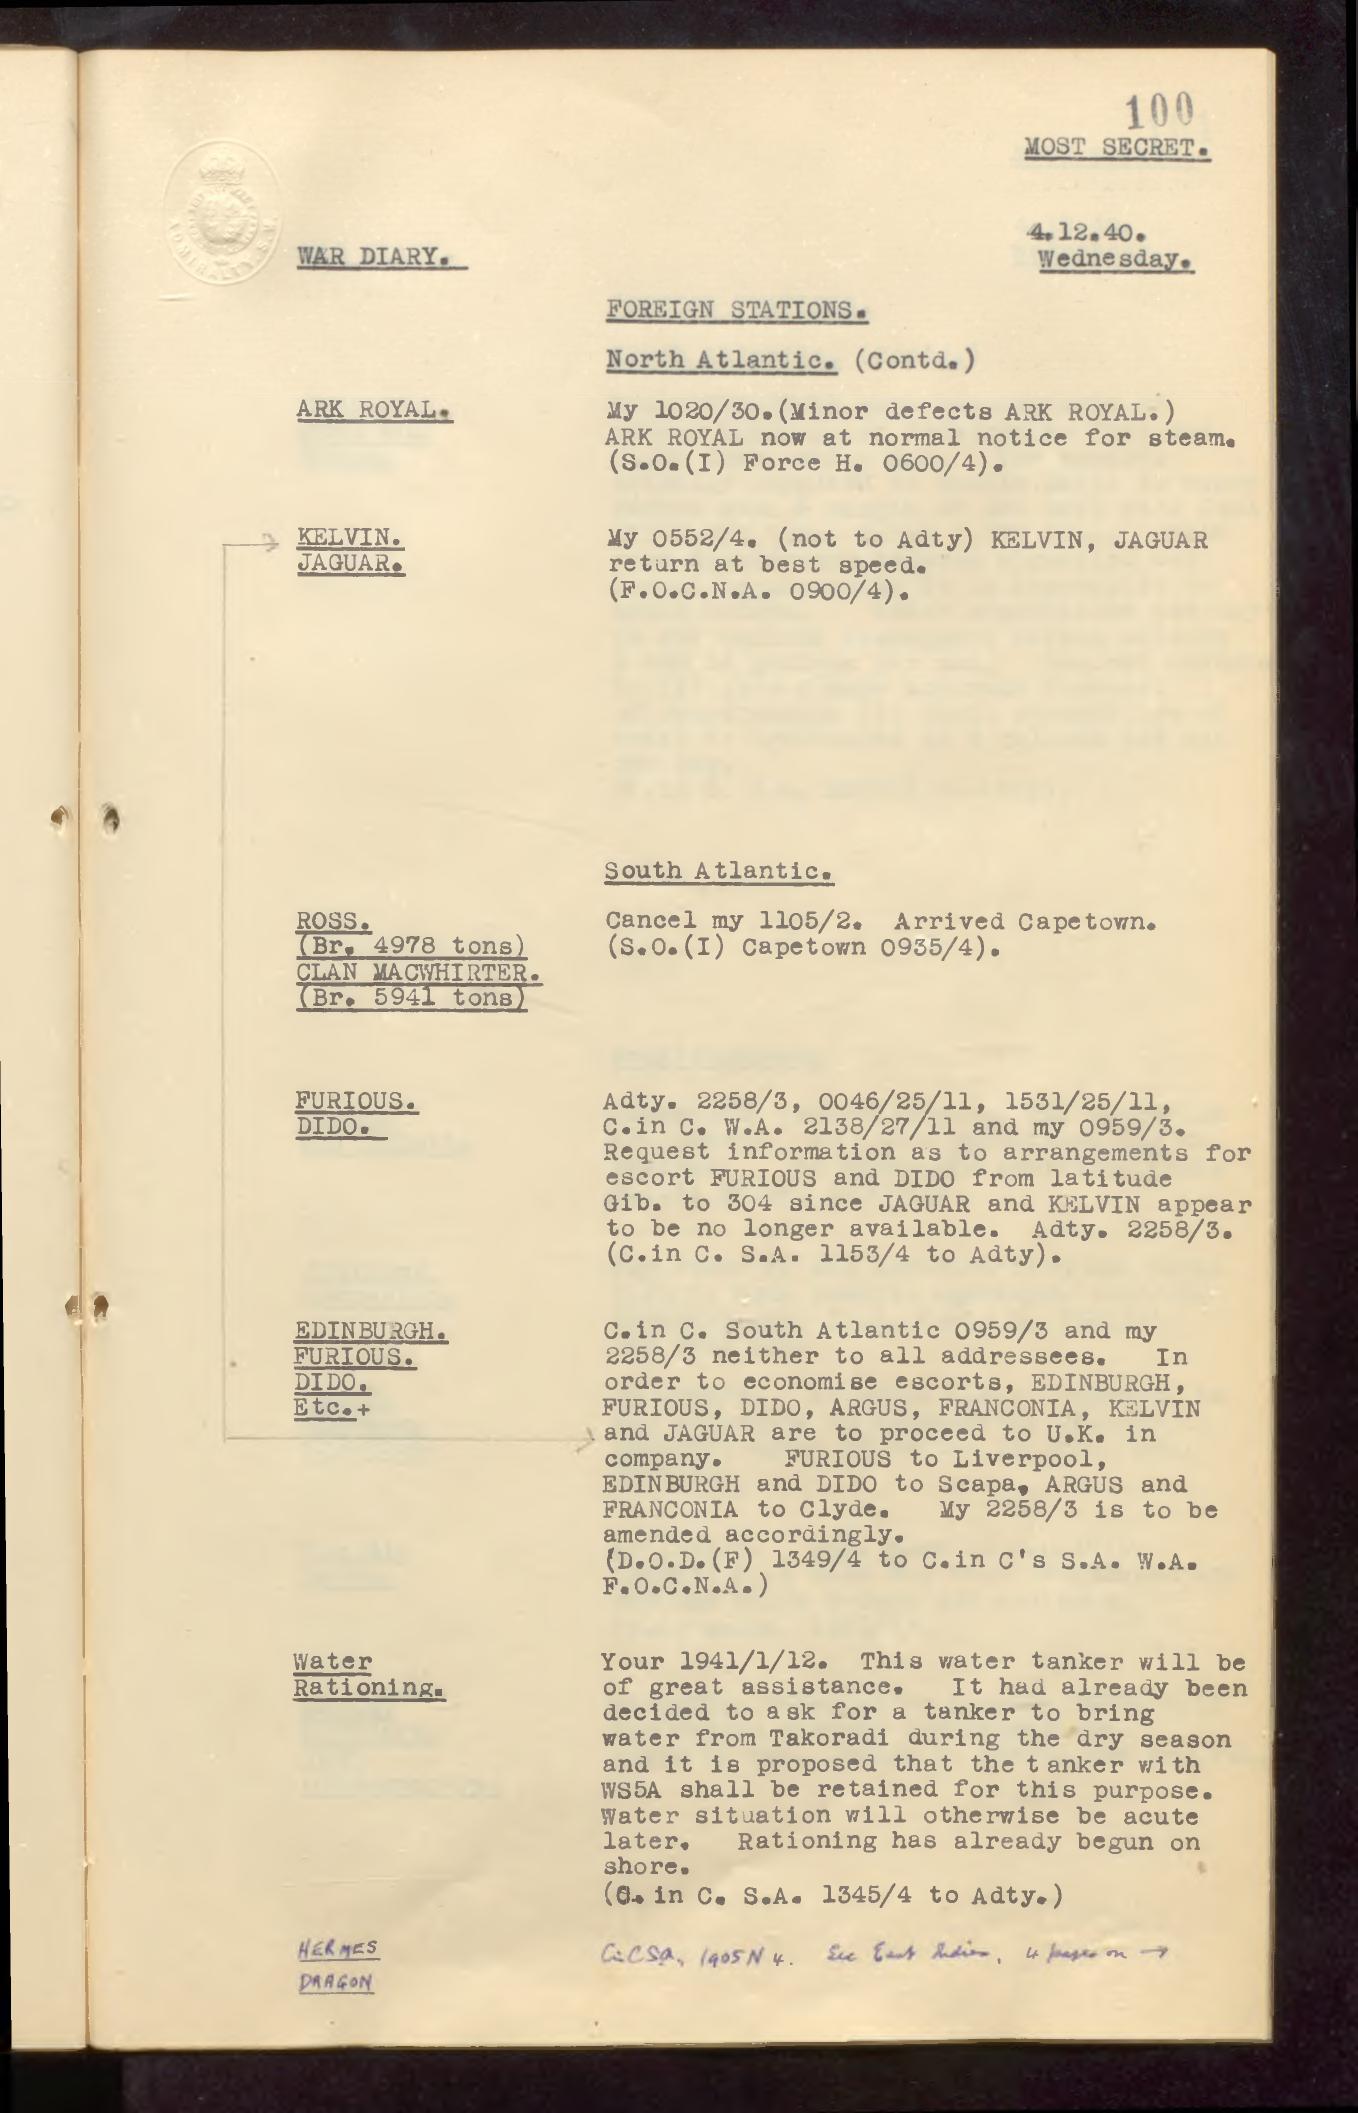 100
MOST SECRET.
4.12.40.
WAR DIARY.
Wednesday.
FOREIGN STATIONS.
North Atlantic. (Contd.)
ARK ROYAL.
My 1020/30.(Minor defects ARK ROYAL.)
ARK ROYAL now at normal notice for steam.
(S.O.(I) Force H. 0600/4).
KELVIN.
JAGUAR.
My 0552/4. (not to Adty) KELVIN, JAGUAR
return at best speed.
(F.O.C.N.A. 0900/4).
South Atlantic.
ROSS.
(Br. 4978 tons)
CLAN MACWHIRTER.
(Br. 5941 tons)
Cancel my 1105/2. Arrived Capetown.
(S.O.(I) Capetown 0935/4).
FURIOUS.
DIDO.
Adty. 2258/3, 0046/25/11, 1531/25/11,
C.in C. W.A. 2138/27/11 and my 0959/3.
Request information as to arrangements for
escort FURIOUS and DIDO from latitude
Gib. to 304 since JAGUAR and KELVIN appear
to be no longer available. Adty. 2258/3.
(C.in C. S.A. 1153/4 to Adty).
EDINBURGH.
FURIOUS.
DIDO.
Etc.+
C.in C. South Atlantic 0959/3 and my
2258/3 neither to all addressees. In
order to economise escorts, EDINBURGH,
FURIOUS, DIDO, ARGUS, FRANCONIA, KELVIN
and JAGUAR are to proceed to U.K. in
company. FURIOUS to Liverpool,
EDINBURGH and DIDO to Scapa, ARGUS and
FRANCONIA to Clyde. My 2258/3 is to be
amended accordingly.
(D.O.D.(F) 1349/4 to C.in C's S.A. W.A.
F.O.C.N.A.)
Water
Rationing.
Your 1941/1/12. This water tanker will be
of great assistance. It had already been
decided to ask for a tanker to bring
water from Takoradi during the dry season
and it is proposed that the tanker with
WS5A shall be retained for this purpose.
Water situation will otherwise be acute
later. Rationing has already begun on
shore.
(C. in C. S.A. 1345/4 to Adty.)
HERMES
DRAGON
CinCSA, 1905N 4. See East Indies, 4 pages on →